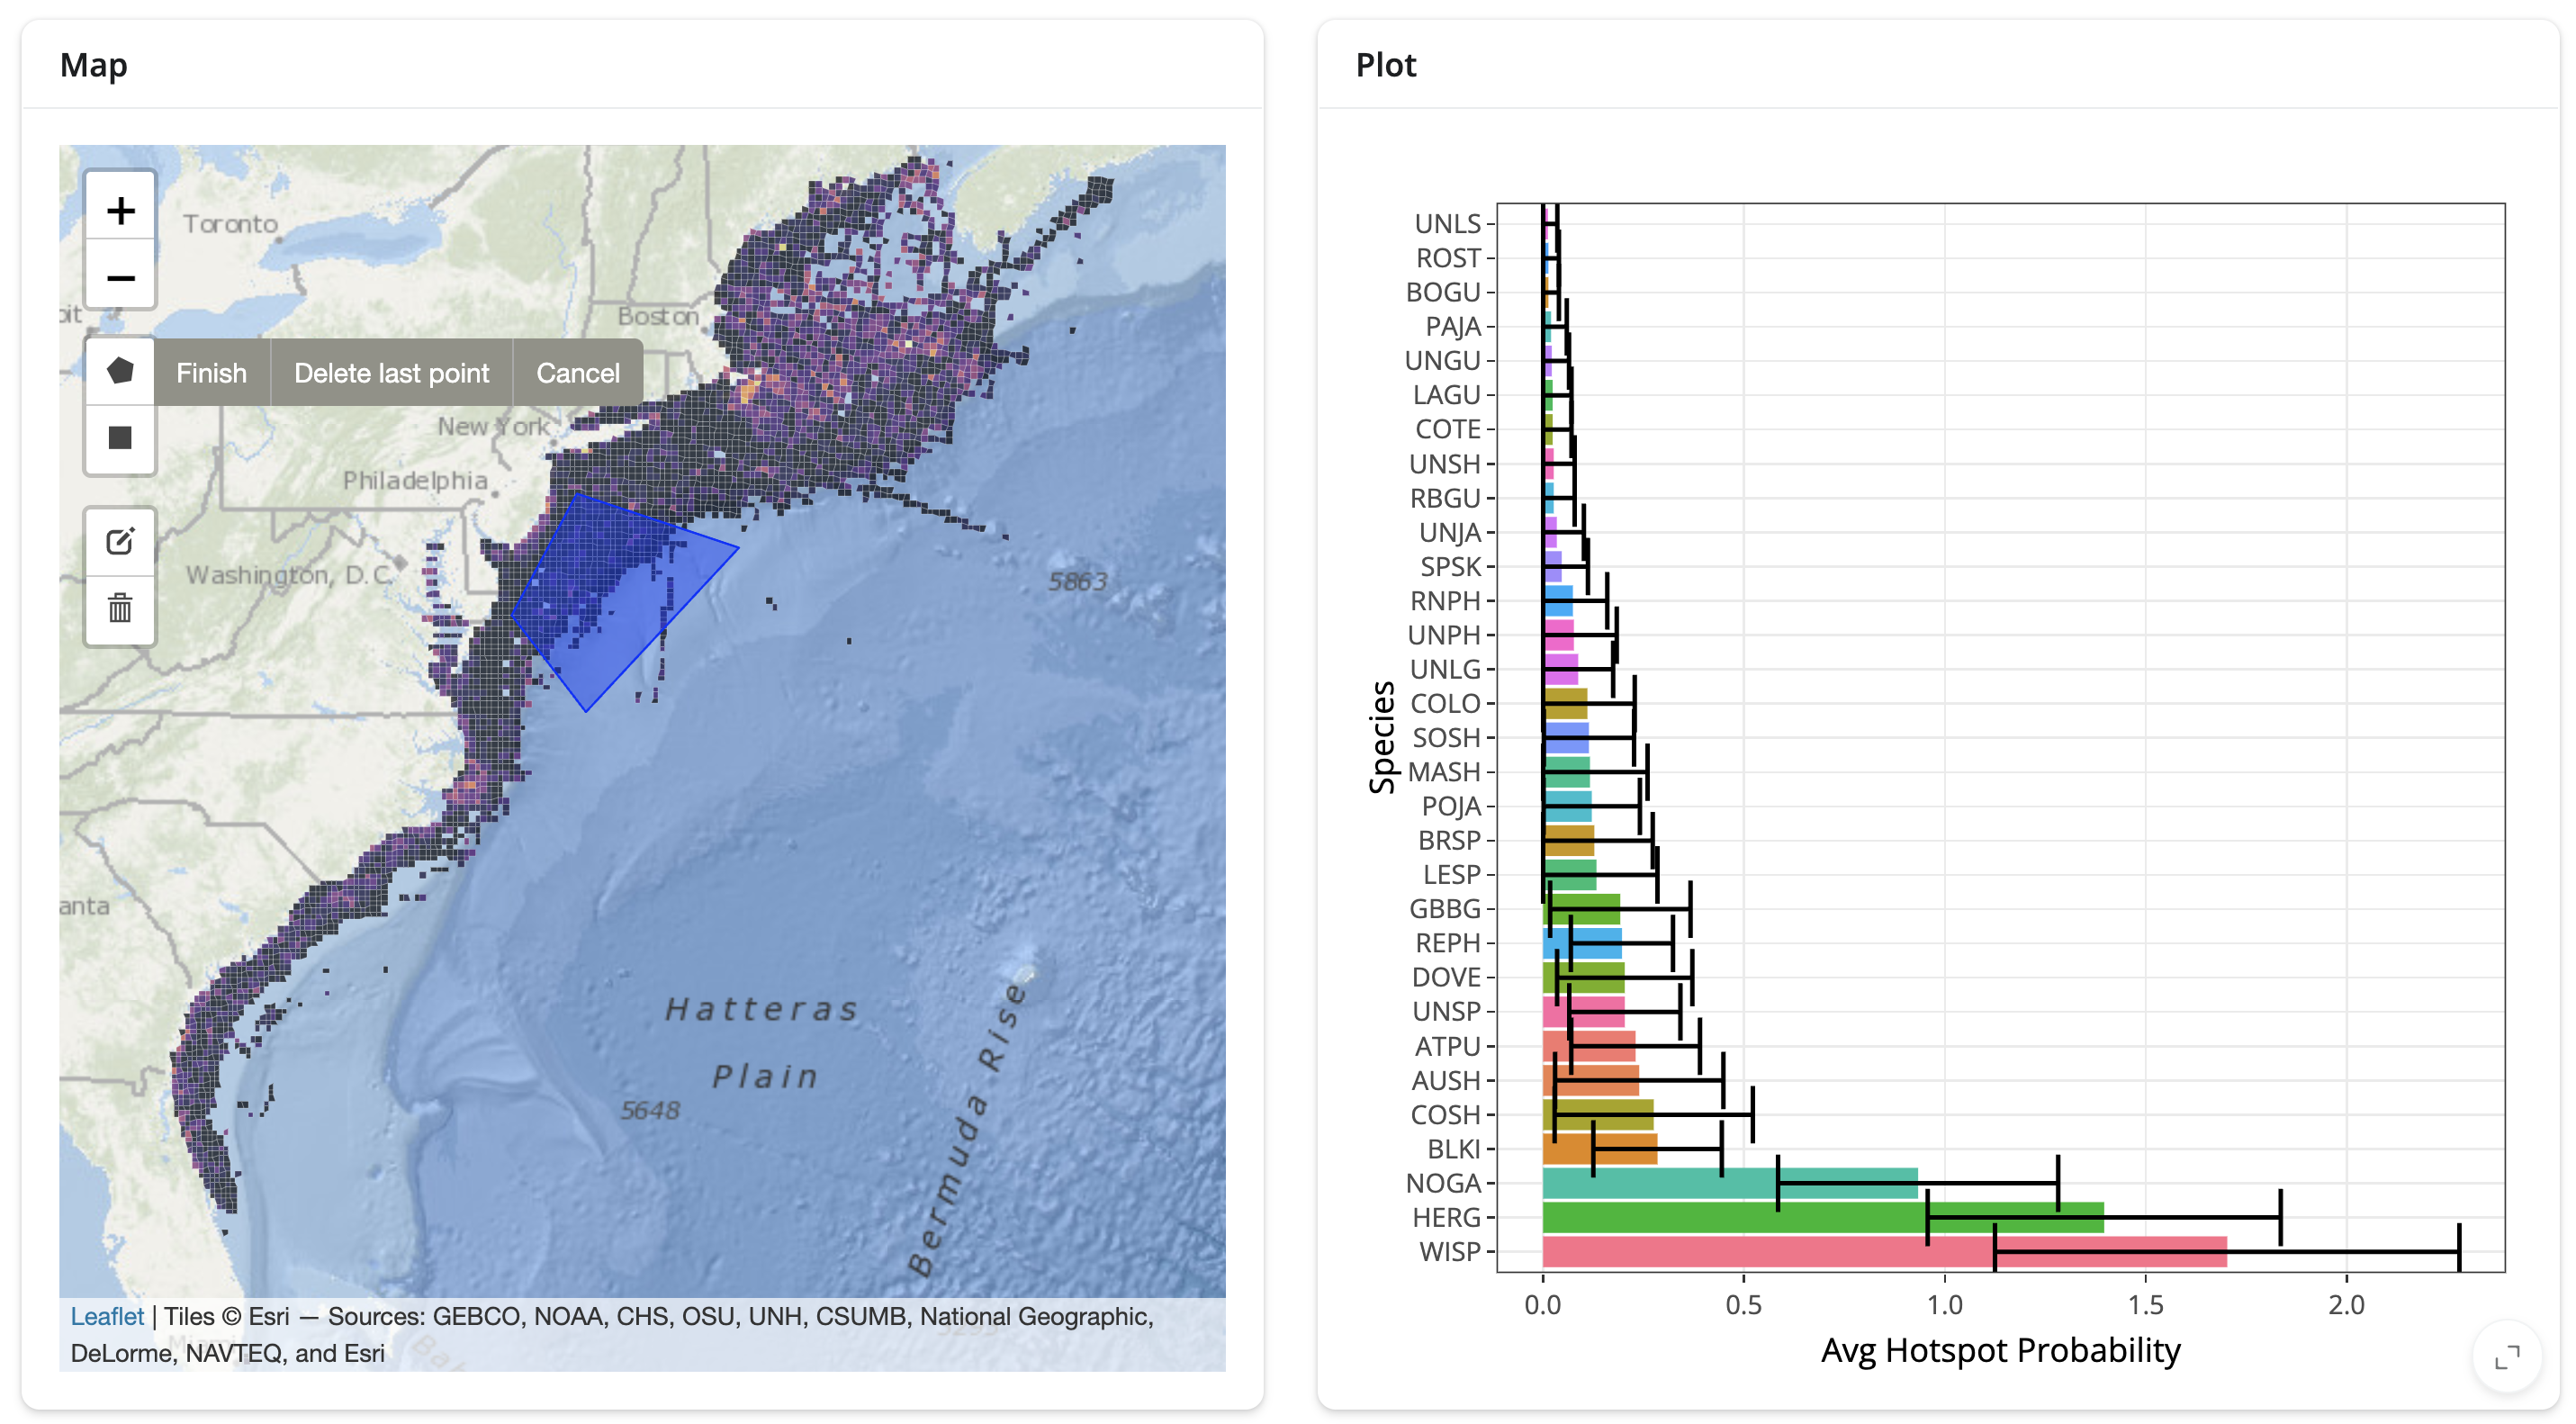 Map
Plot
+
−
Toronto
oit
Boston
Finish
Delete last point
Cancel
New York
Philadelphia
Washington, D.C.
5863
anta
Hatteras
Plain
5648
Bermuda Rise
Leaflet | Tiles © Esri — Sources: GEBCO, NOAA, CHS, OSU, UNH, CSUMB, National Geographic,
DeLorme, NAVTEQ, and Esri
Miami
Bah
Species
UNLS
ROST
BOGU
PAJA
UNGU
LAGU
COTE
UNSH
RBGU
UNJA
SPSK
RNPH
UNPH
UNLG
COLO
SOSH
MASH
POJA
BRSP
LESP
GBBG
REPH
DOVE
UNSP
ATPU
AUSH
COSH
BLKI
NOGA
HERG
WISP
0.0
0.5
1.0
1.5
2.0
Avg Hotspot Probability